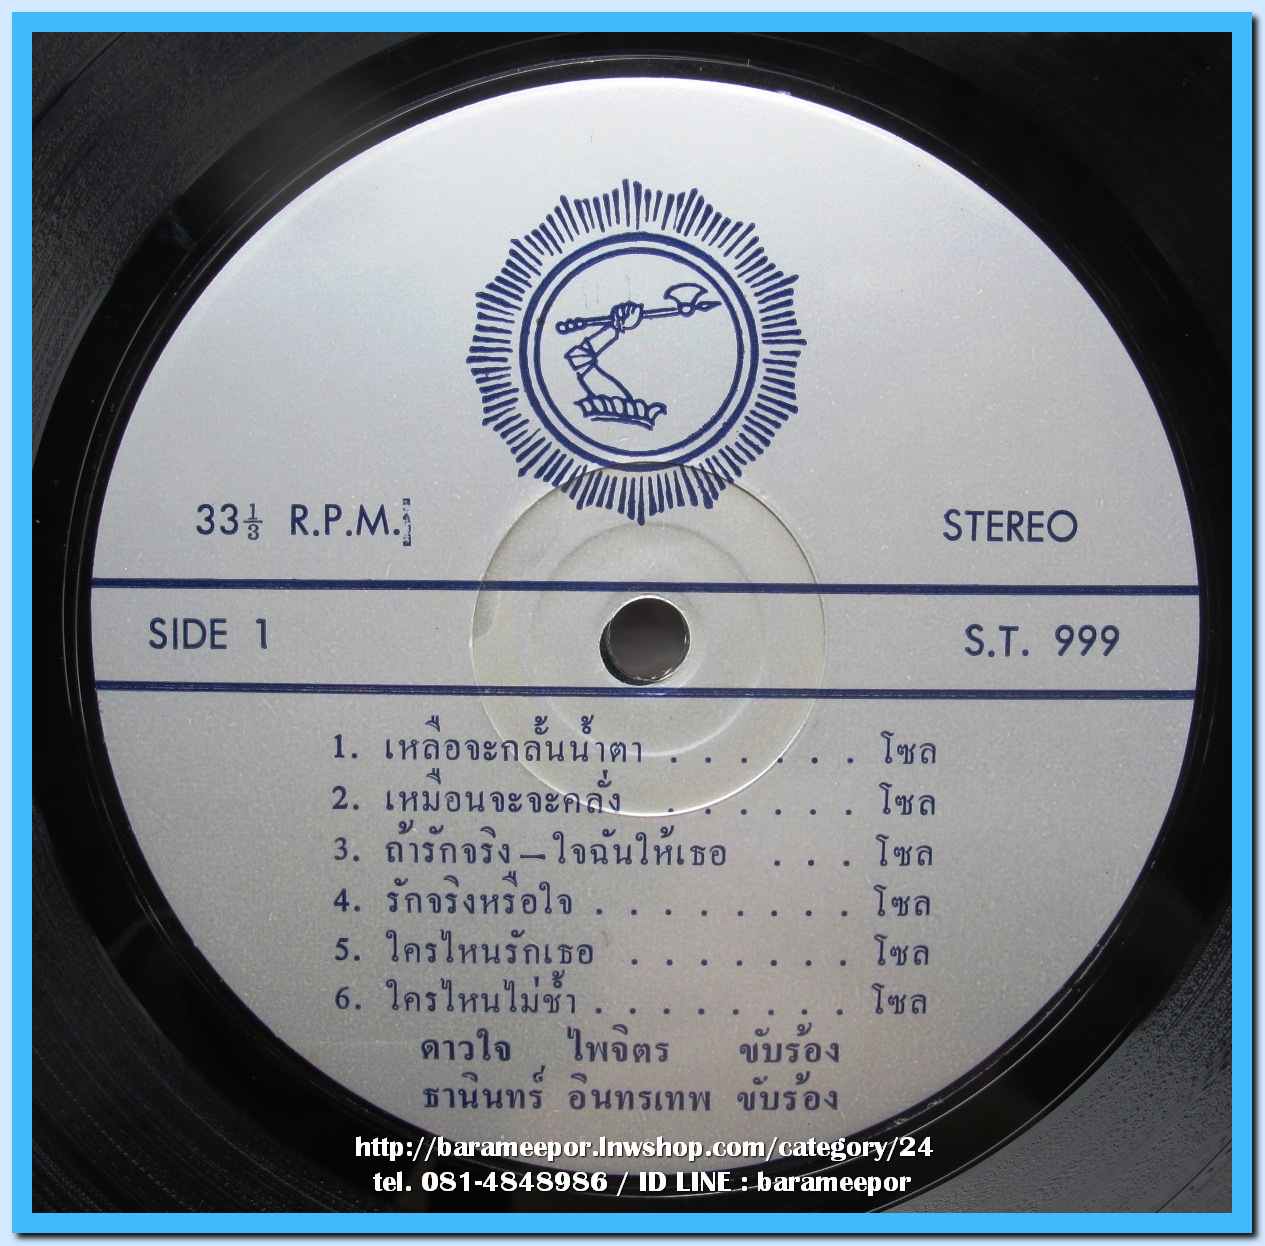 33⅓ R.P.M.
STEREO
SIDE 1
S.T. 999
1. เหลือจะกลั้นน้ำตา . . . . . . โซล
2. เหมือนจะจะคลั่ง . . . . . . โซล
3. ถ้ารักจริง – ใจฉันให้เธอ . . . โซล
4. รักจริงหรือใจ . . . . . . . . โซล
5. ใครไหนรักเธอ . . . . . . . โซล
6. ใครไหนไม่ช้ำ . . . . . . . . โซล
ดาวใจ ไพจิตร ขับร้อง
ธานินทร์ อินทรเทพ ขับร้อง
http://barameepor.lnwshop.com/category/24
tel. 081-4848986 / ID LINE : barameepor